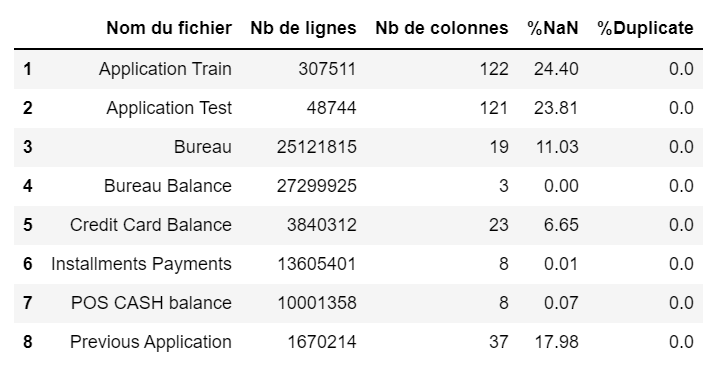 Nom du fichier Nb de lignes Nb de colonnes %NaN %Duplicate
1 Application Train 307511 122 24.40 0.0
2 Application Test 48744 121 23.81 0.0
3 Bureau 25121815 19 11.03 0.0
4 Bureau Balance 27299925 3 0.00 0.0
5 Credit Card Balance 3840312 23 6.65 0.0
6 Installments Payments 13605401 8 0.01 0.0
7 POS CASH balance 10001358 8 0.07 0.0
8 Previous Application 1670214 37 17.98 0.0